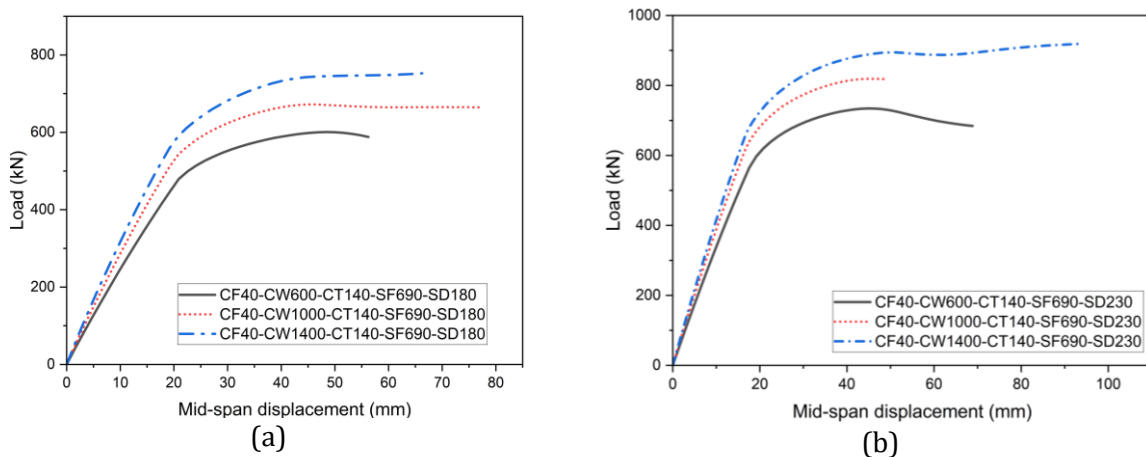 800
600
400
200
0
Load (kN)
CF40-CW600-CT140-SF690-SD180
CF40-CW1000-CT140-SF690-SD180
CF40-CW1400-CT140-SF690-SD180
0 10 20 30 40 50 60 70 80
Mid-span displacement (mm)
(a)
1000
800
600
400
200
0
Load (kN)
CF40-CW600-CT140-SF690-SD230
CF40-CW1000-CT140-SF690-SD230
CF40-CW1400-CT140-SF690-SD230
0 20 40 60 80 100
Mid-span displacement (mm)
(b)